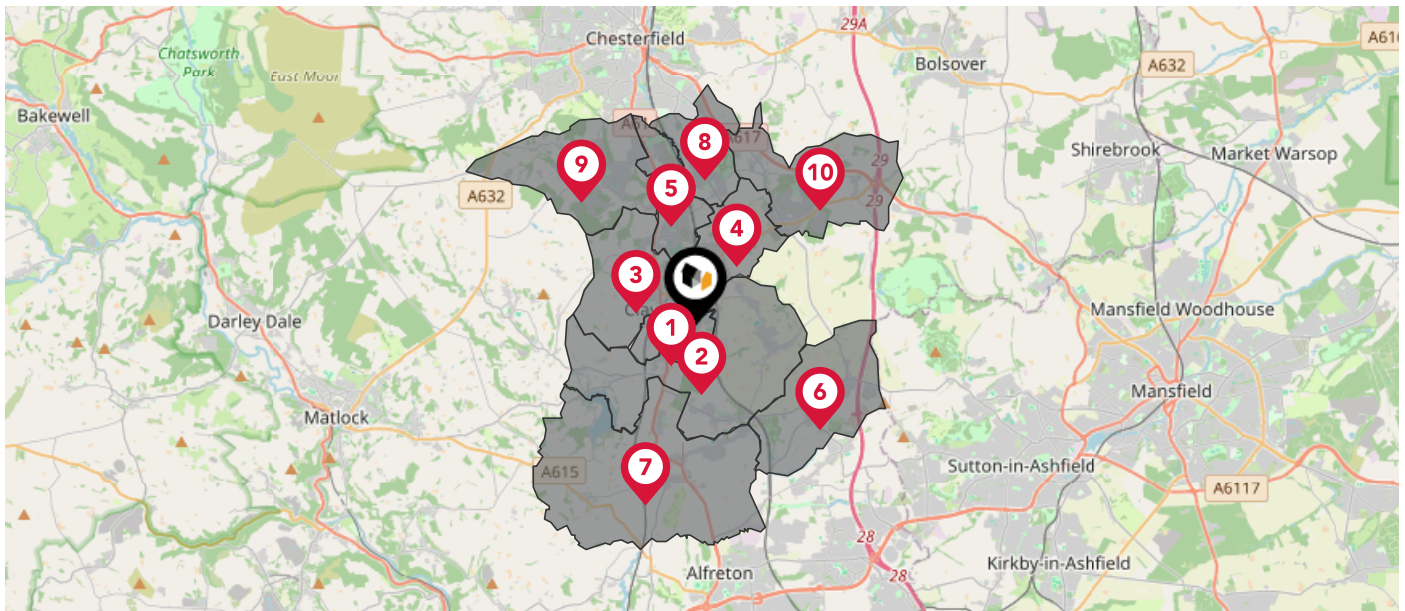 29A
Chesterfield
A616
Chatsworth
Park
East Moor
Bolsover
A632
Bakewell
A617
8
Shirebrook
Market Warsop
9
29
10
5
A632
29
4
3
Clay
1
Mansfield Woodhouse
Darley Dale
2
6
Mansfield
Matlock
7
A615
Sutton-in-Ashfield
A6117
28
Kirkby-in-Ashfield
Alfreton
28